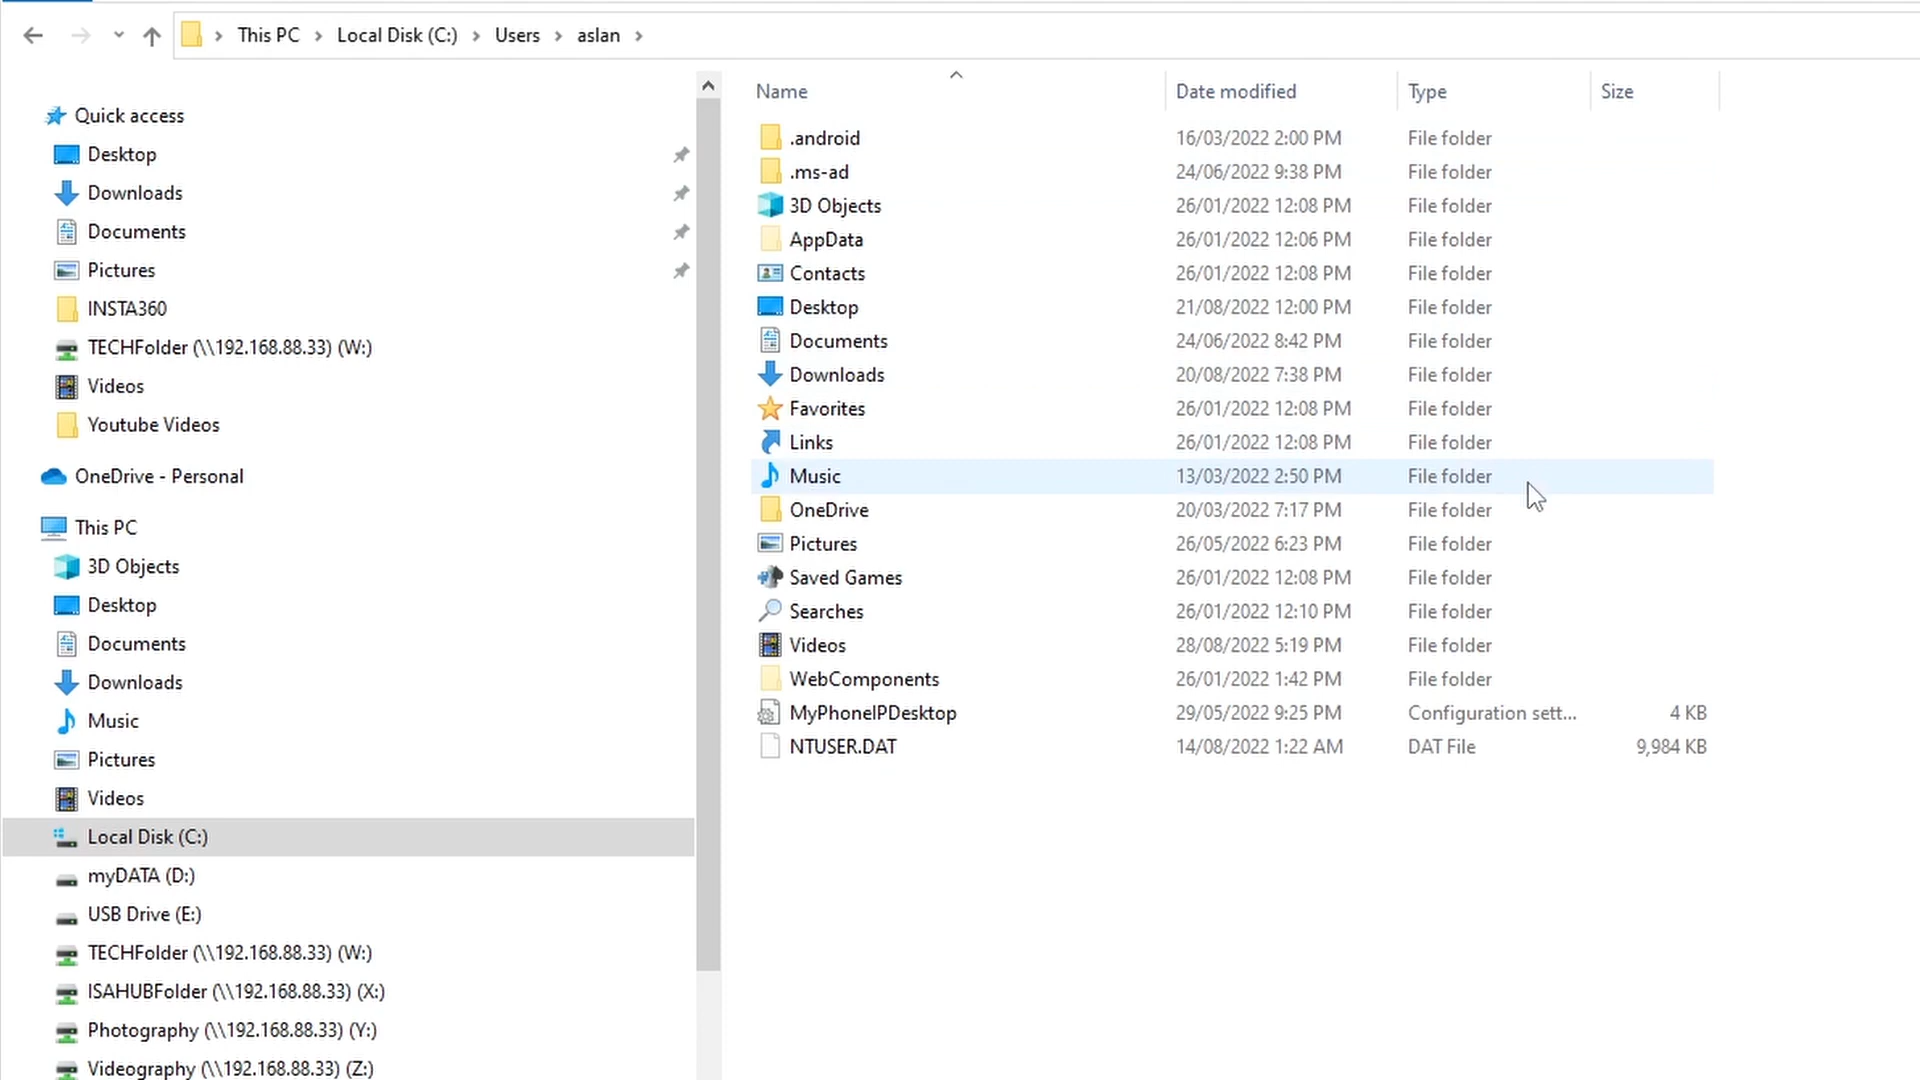 This PC > Local Disk (C:) > Users > aslan >
Quick access
Desktop
Downloads
Documents
Pictures
INSTA360
TECHFolder (\\192.168.88.33) (W:)
Videos
Youtube Videos
OneDrive - Personal
This PC
3D Objects
Desktop
Documents
Downloads
Music
Pictures
Videos
Local Disk (C:)
myDATA (D:)
USB Drive (E:)
TECHFolder (\\192.168.88.33) (W:)
ISAHUBFolder (\\192.168.88.33) (X:)
Photography (\\192.168.88.33) (Y:)
Videography (\\192.168.88.33) (Z:)
Name Date modified Type Size
.android 16/03/2022 2:00 PM File folder
.ms-ad 24/06/2022 9:38 PM File folder
3D Objects 26/01/2022 12:08 PM File folder
AppData 26/01/2022 12:06 PM File folder
Contacts 26/01/2022 12:08 PM File folder
Desktop 21/08/2022 12:00 PM File folder
Documents 24/06/2022 8:42 PM File folder
Downloads 20/08/2022 7:38 PM File folder
Favorites 26/01/2022 12:08 PM File folder
Links 26/01/2022 12:08 PM File folder
Music 13/03/2022 2:50 PM File folder
OneDrive 20/03/2022 7:17 PM File folder
Pictures 26/05/2022 6:23 PM File folder
Saved Games 26/01/2022 12:08 PM File folder
Searches 26/01/2022 12:10 PM File folder
Videos 28/08/2022 5:19 PM File folder
WebComponents 26/01/2022 1:42 PM File folder
MyPhoneIPDesktop 29/05/2022 9:25 PM Configuration sett... 4 KB
NTUSER.DAT 14/08/2022 1:22 AM DAT File 9,984 KB